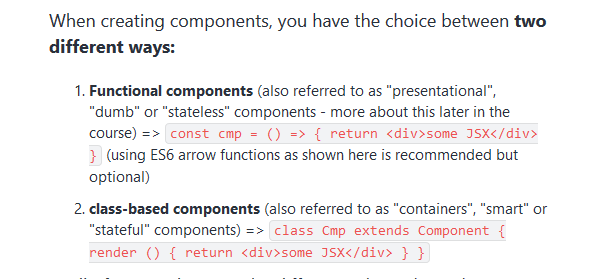 When creating components, you have the choice between two
different ways:
1. Functional components (also referred to as "presentational",
"dumb" or "stateless" components - more about this later in the
course) => const cmp = () => { return <div>some JSX</div>
} (using ES6 arrow functions as shown here is recommended but
optional)
2. class-based components (also referred to as "containers", "smart" or
"stateful" components) => class Cmp extends Component {
render () { return <div>some JSX</div> } }